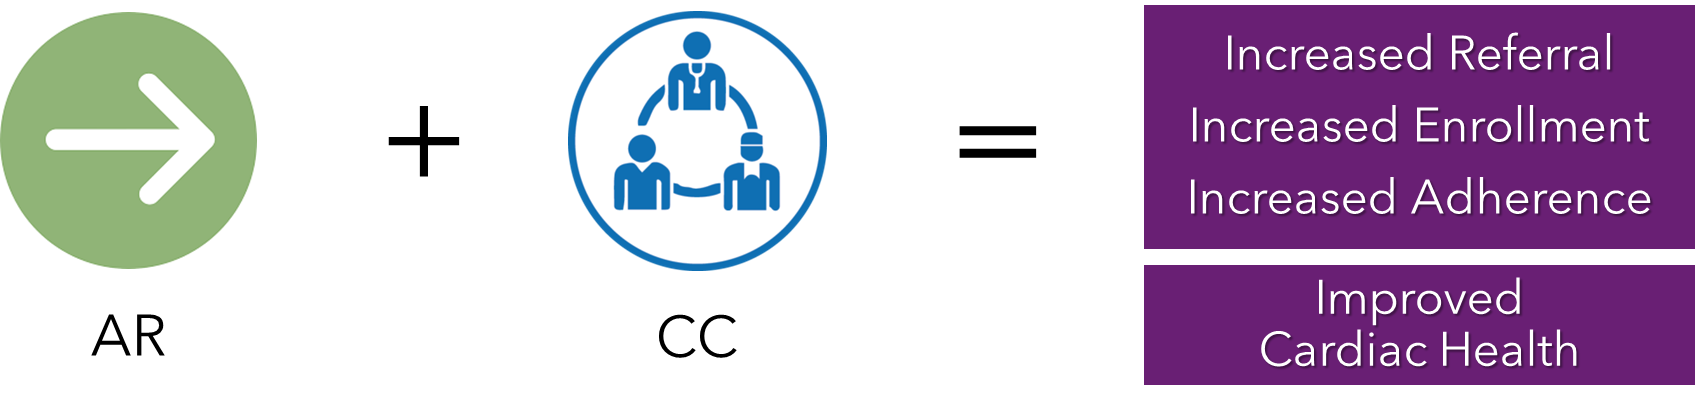 AR
+
CC
=
Increased Referral
Increased Enrollment
Increased Adherence
Improved
Cardiac Health